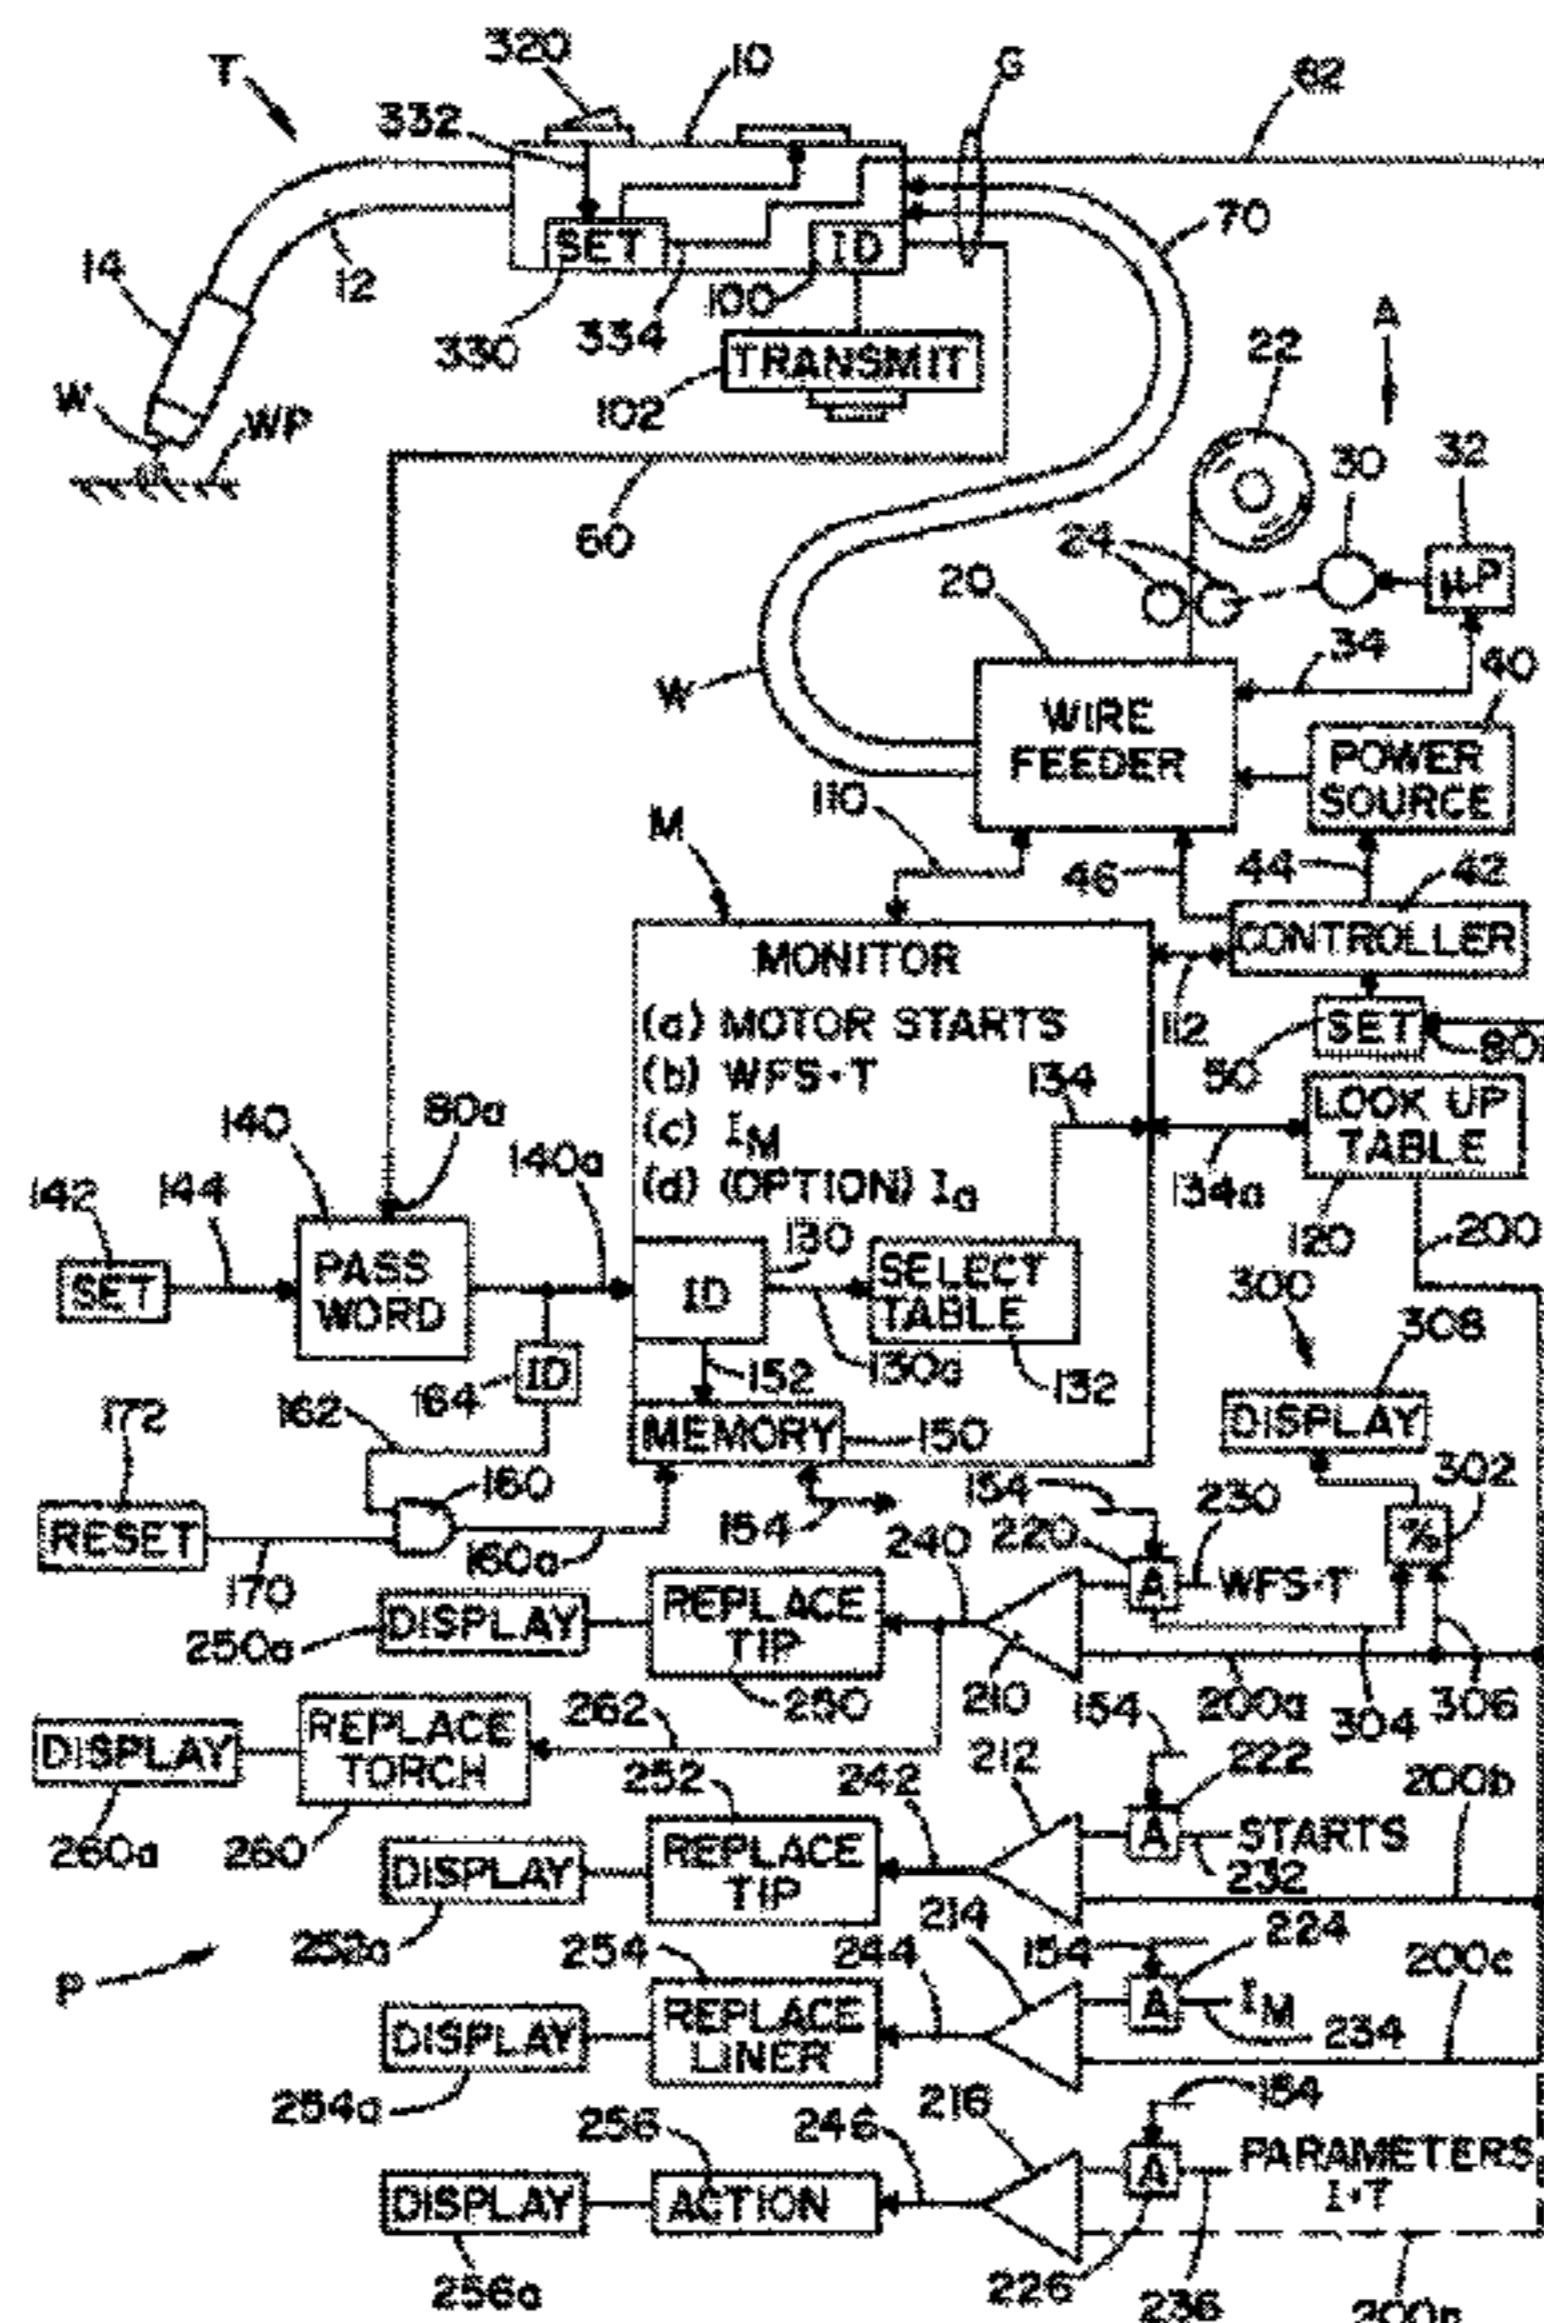 320
10
G
62
T
332
70
SET
ID
14
12
100
330
334
TRANSMIT
A
22
W
WP
102
30
32
60
24
20
µP
34
40
W
WIRE
FEEDER
POWER
SOURCE
110
M
46
44
42
CONTROLLER
MONITOR
(a) MOTOR STARTS
(b) WFS·T
(c) IM
(d) (OPTION) Ia
112
SET
50
134
LOOK UP
TABLE
140
80a
140a
142
144
134a
120
200
130
PASS
WORD
SET
ID
SELECT
TABLE
300
308
164
ID
152
130a
132
172
162
DISPLAY
MEMORY
150
302
160
154
230
RESET
154
220
%
160a
240
170
A
WFS·T
REPLACE
TIP
DISPLAY
250a
250
210
200a
154
304
306
262
REPLACE
TORCH
DISPLAY
212
222
252
242
200b
260a
260
A
STARTS
REPLACE
TIP
DISPLAY
232
214
224
252a
254
244
154
200c
P
A
IM
REPLACE
LINER
DISPLAY
234
254a
216
154
256
246
PARAMETERS
I·T
A
DISPLAY
ACTION
226
256a
236